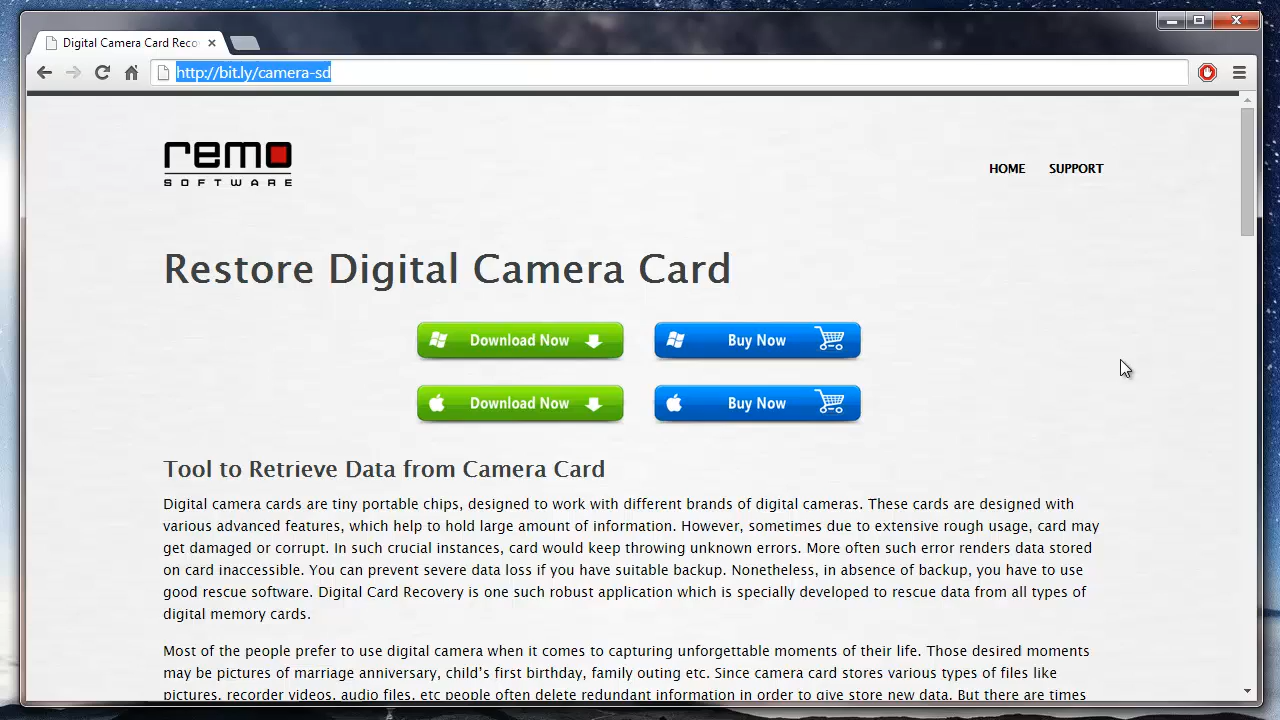 Digital Camera Card Reco
http://bit.ly/camera-sd
remo
SOFTWARE
HOME SUPPORT
Restore Digital Camera Card
Download Now Buy Now
Download Now Buy Now
Tool to Retrieve Data from Camera Card
Digital camera cards are tiny portable chips, designed to work with different brands of digital cameras. These cards are designed with
various advanced features, which help to hold large amount of information. However, sometimes due to extensive rough usage, card may
get damaged or corrupt. In such crucial instances, card would keep throwing unknown errors. More often such error renders data stored
on card inaccessible. You can prevent severe data loss if you have suitable backup. Nonetheless, in absence of backup, you have to use
good rescue software. Digital Card Recovery is one such robust application which is specially developed to rescue data from all types of
digital memory cards.
Most of the people prefer to use digital camera when it comes to capturing unforgettable moments of their life. Those desired moments
may be pictures of marriage anniversary, child's first birthday, family outing etc. Since camera card stores various types of files like
pictures, recorder videos, audio files, etc people often delete redundant information in order to give store new data. But there are times